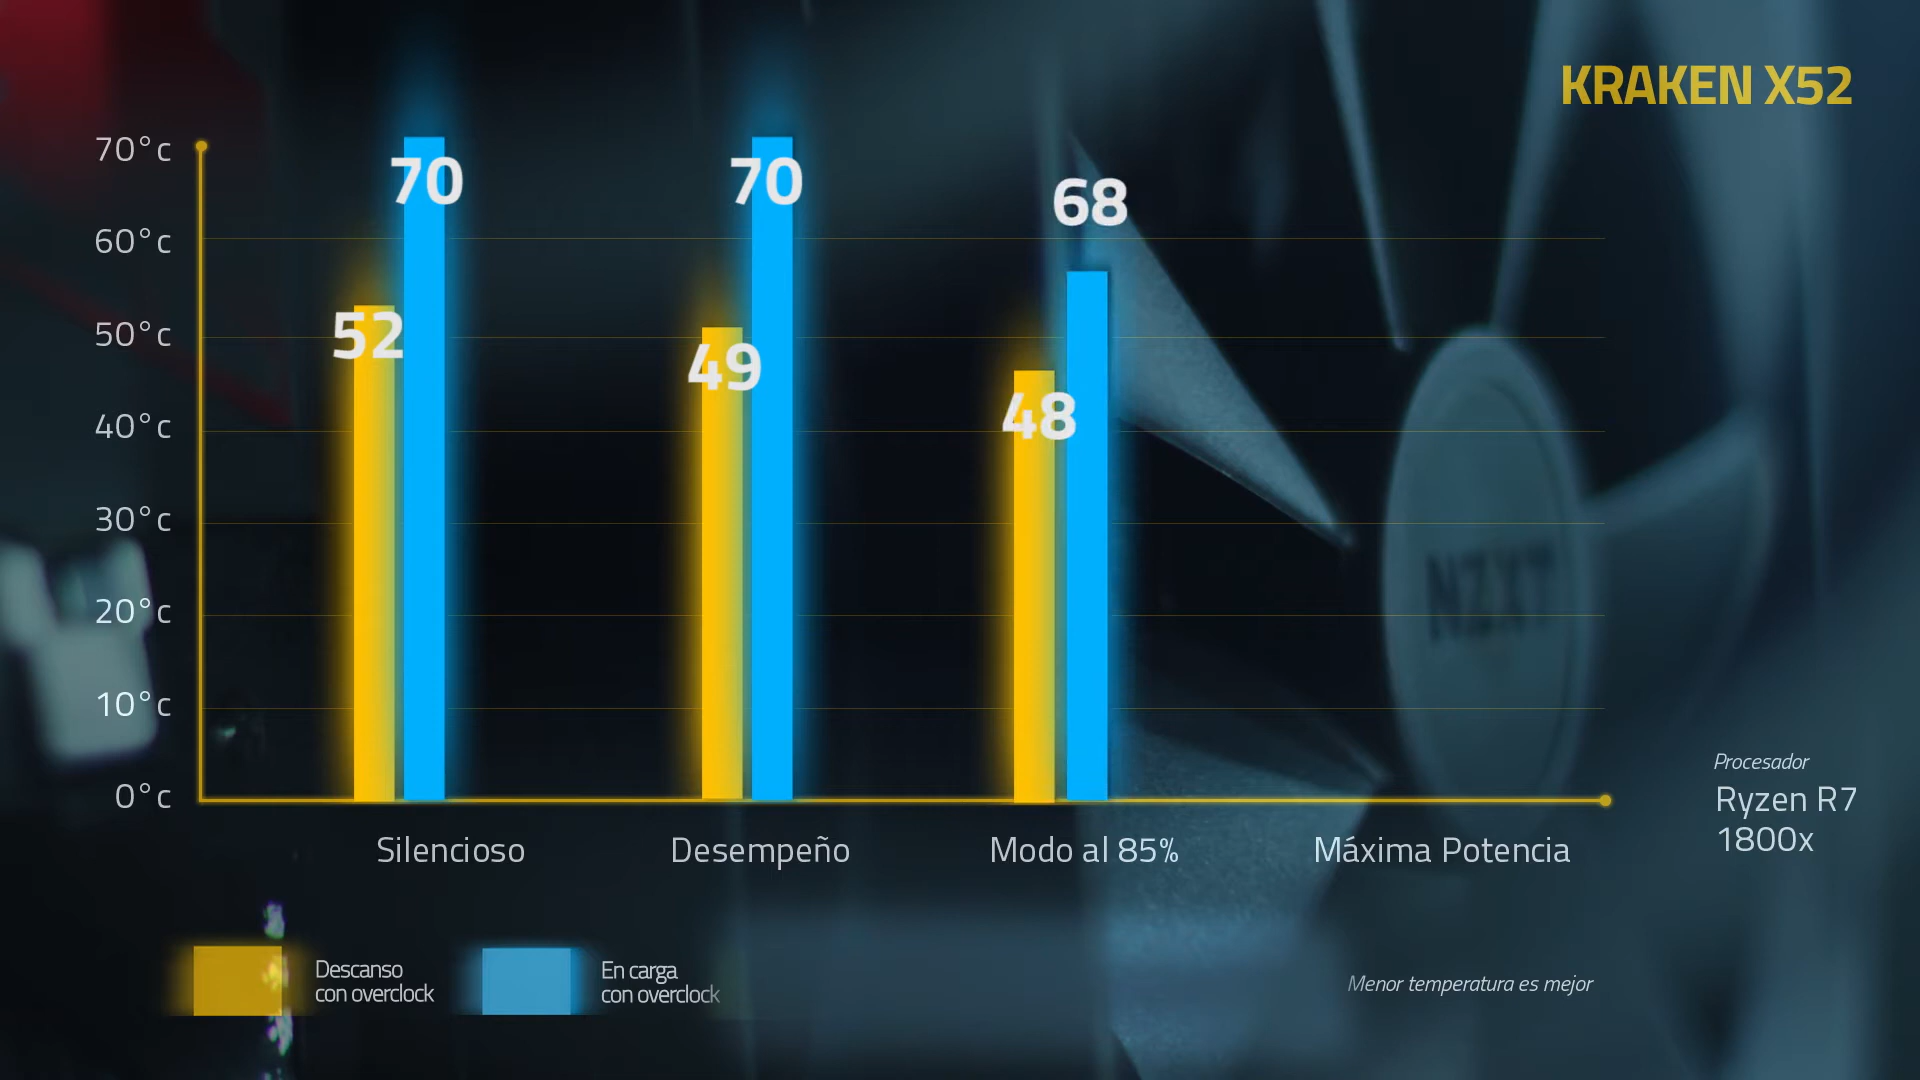 KRAKEN X52
70°c
60°c
50°c
40°c
30°c
20°c
10°c
0°c
70
70
68
52
49
48
Silencioso
Desempeño
Modo al 85%
Máxima Potencia
NZXT
Procesador
Ryzen R7
1800x
Descanso
con overclock
En carga
con overclock
Menor temperatura es mejor